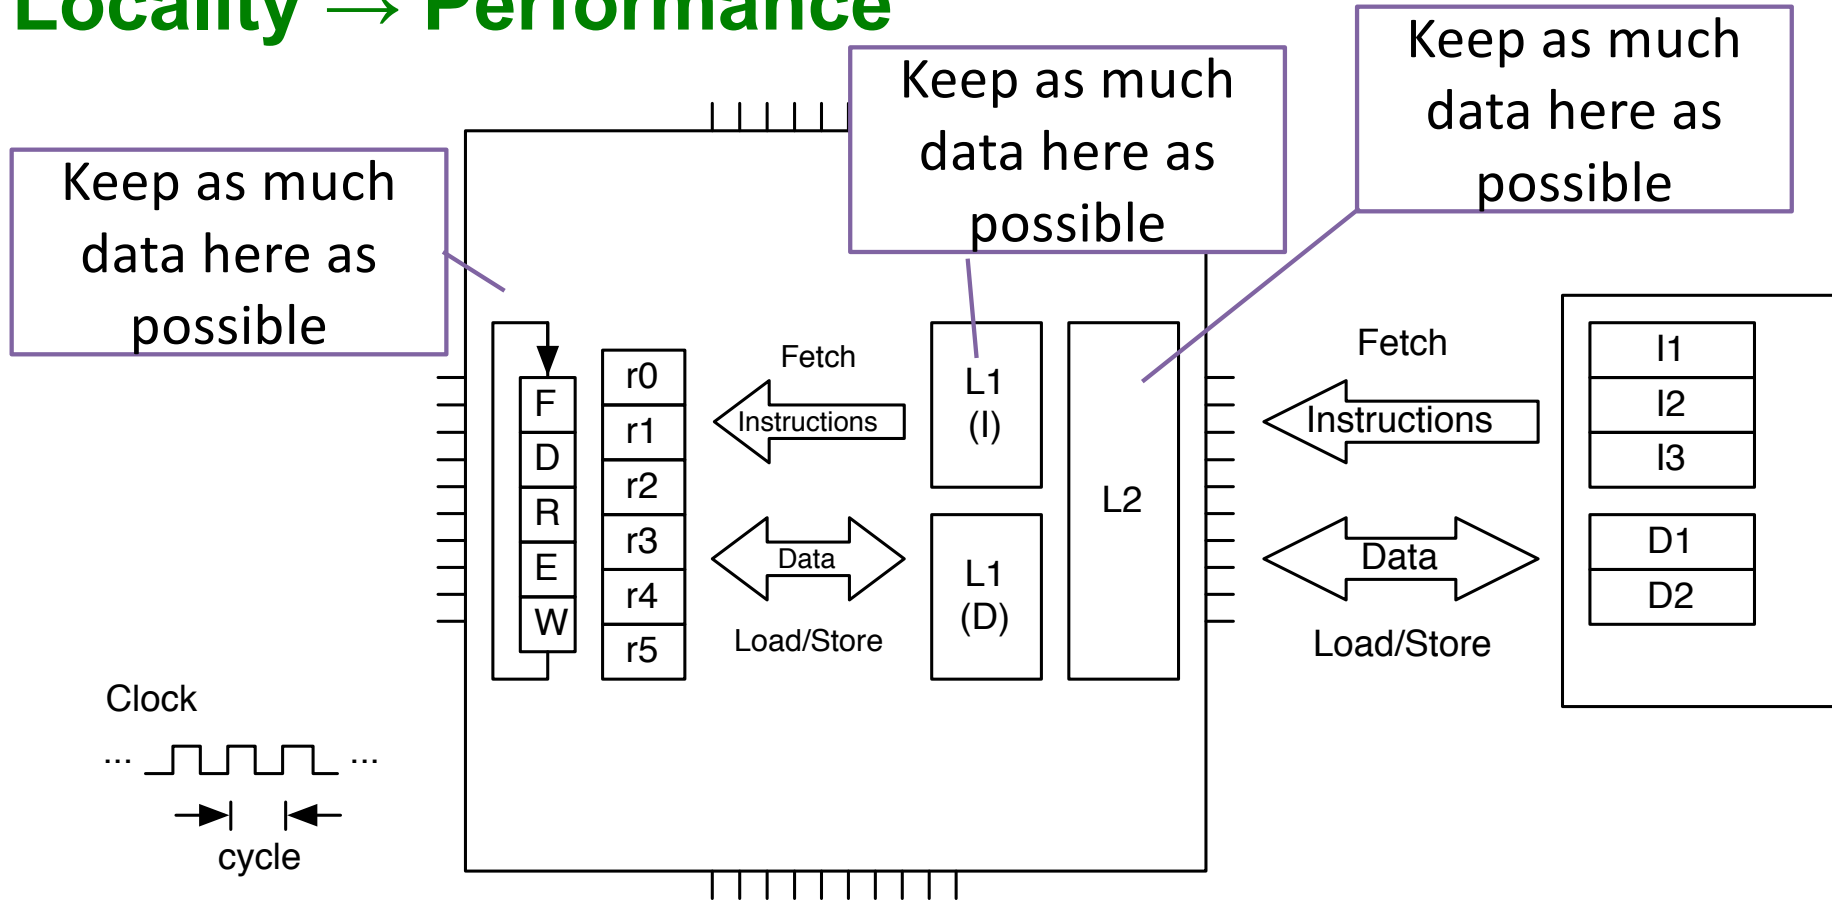 Locality → Performance
Keep as much
data here as
possible
Keep as much
data here as
possible
Keep as much
data here as
possible
F
D
R
E
W
r0
r1
r2
r3
r4
r5
Fetch
Instructions
Data
Load/Store
L1
(I)
L1
(D)
L2
Fetch
Instructions
Data
Load/Store
I1
I2
I3
D1
D2
Clock
... ...
cycle